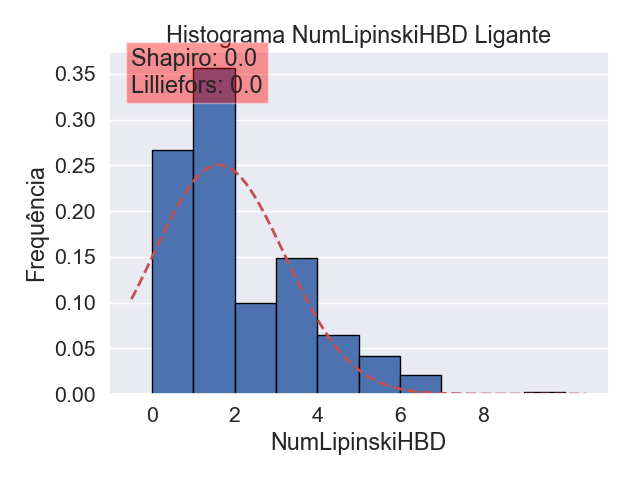 Histograma NumLipinskiHBD Ligante
Shapiro: 0.0
Lilliefors: 0.0
0.35
0.30
0.25
0.20
0.15
0.10
0.05
0.00
Frequência
0 2 4 6 8
NumLipinskiHBD